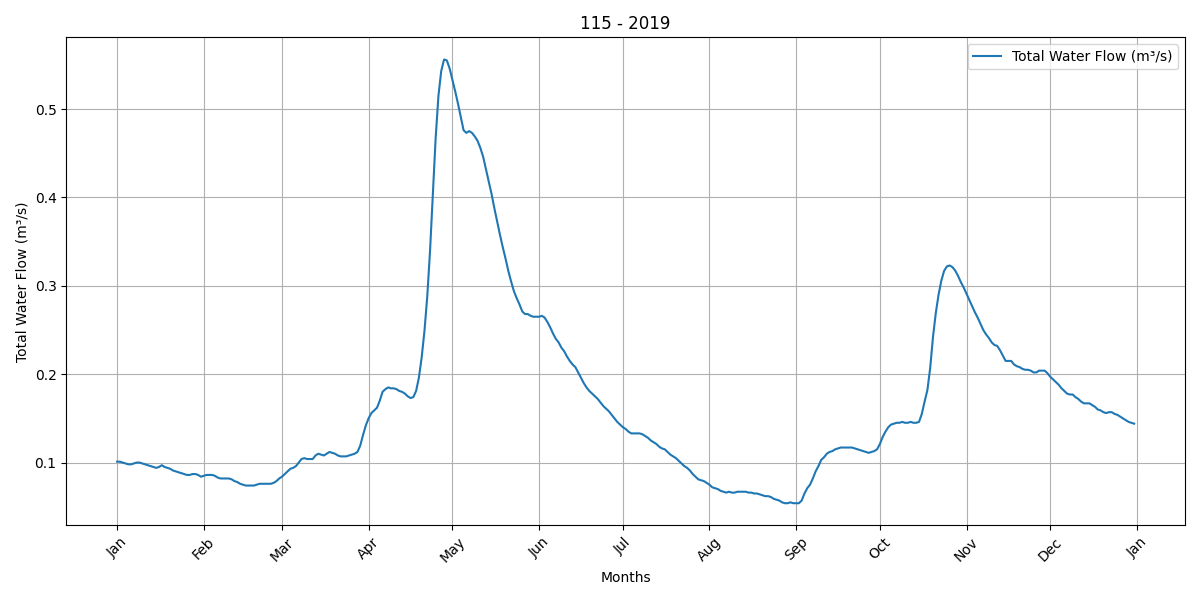 115 - 2019
Total Water Flow (m³/s)
Total Water Flow (m³/s)
0.5
0.4
0.3
0.2
0.1
Jan
Feb
Mar
Apr
May
Jun
Jul
Aug
Sep
Oct
Nov
Dec
Jan
Months